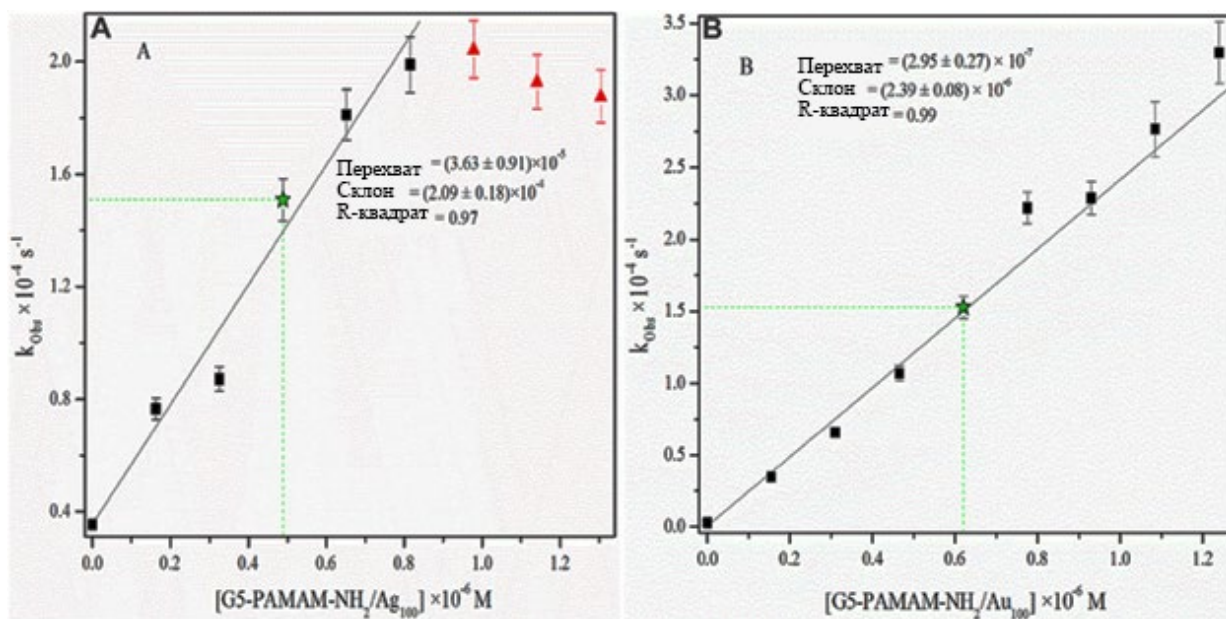 A
A
2.0
1.6
1.2
0.8
0.4
k_Obs ×10⁻⁴ s⁻¹
Перехват = (3.63 ± 0.91)×10⁻⁵
Склон = (2.09 ± 0.18)×10⁻⁴
R-квадрат = 0.97
0.0 0.2 0.4 0.6 0.8 1.0 1.2
[G5-PAMAM-NH₂/Ag₁₀₀] ×10⁻⁶ M
B
B
3.5
3.0
2.5
2.0
1.5
1.0
0.5
0.0
k_Obs ×10⁻⁴ s⁻¹
Перехват = (2.95 ± 0.27) × 10⁻⁷
Склон = (2.39 ± 0.08) × 10⁻⁶
R-квадрат = 0.99
0.0 0.2 0.4 0.6 0.8 1.0 1.2
[G5-PAMAM-NH₂/Au₁₀₀] ×10⁻⁶ M